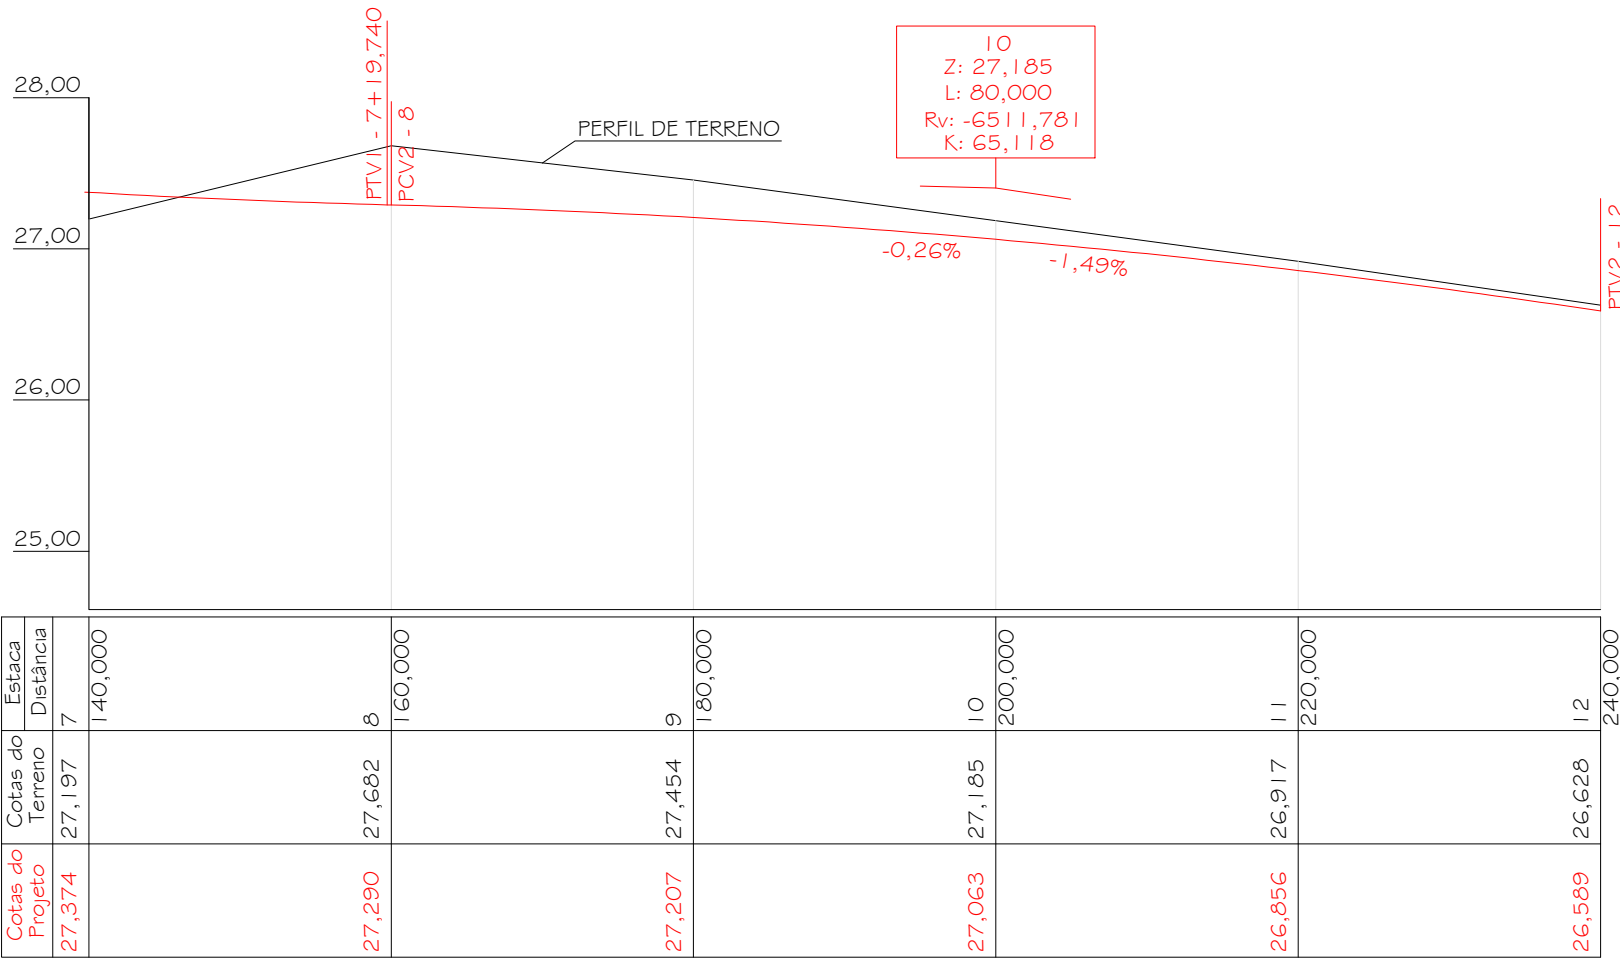 28,00
27,00
26,00
25,00
PTV1 - 7+19,740
PCV2 - 8
PERFIL DE TERRENO
10
Z: 27,185
L: 80,000
Rv: -6511,781
K: 65,118
-0,26%
-1,49%
PTV2 - 12
Estaca
Distância
7
140,000
8
160,000
9
180,000
10
200,000
11
220,000
12
240,000
Cotas do
Terreno
27,197
27,682
27,454
27,185
26,917
26,628
Cotas do
Projeto
27,374
27,290
27,207
27,063
26,856
26,589